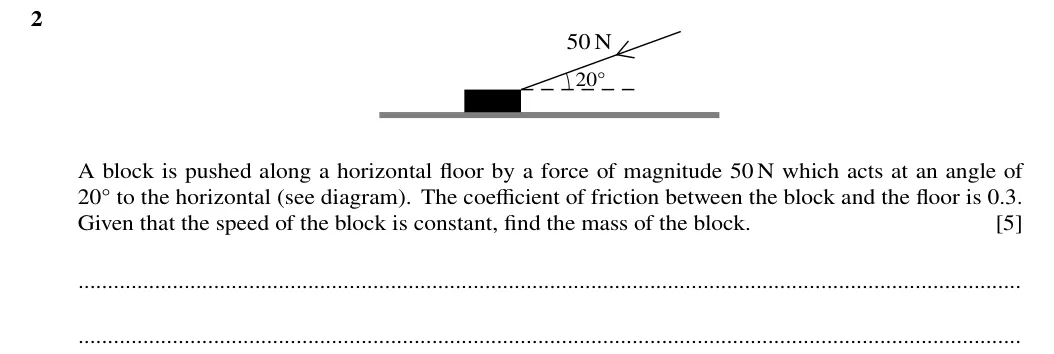 2
50 N
20°
A block is pushed along a horizontal floor by a force of magnitude 50 N which acts at an angle of
20° to the horizontal (see diagram). The coefficient of friction between the block and the floor is 0.3.
Given that the speed of the block is constant, find the mass of the block. [5]